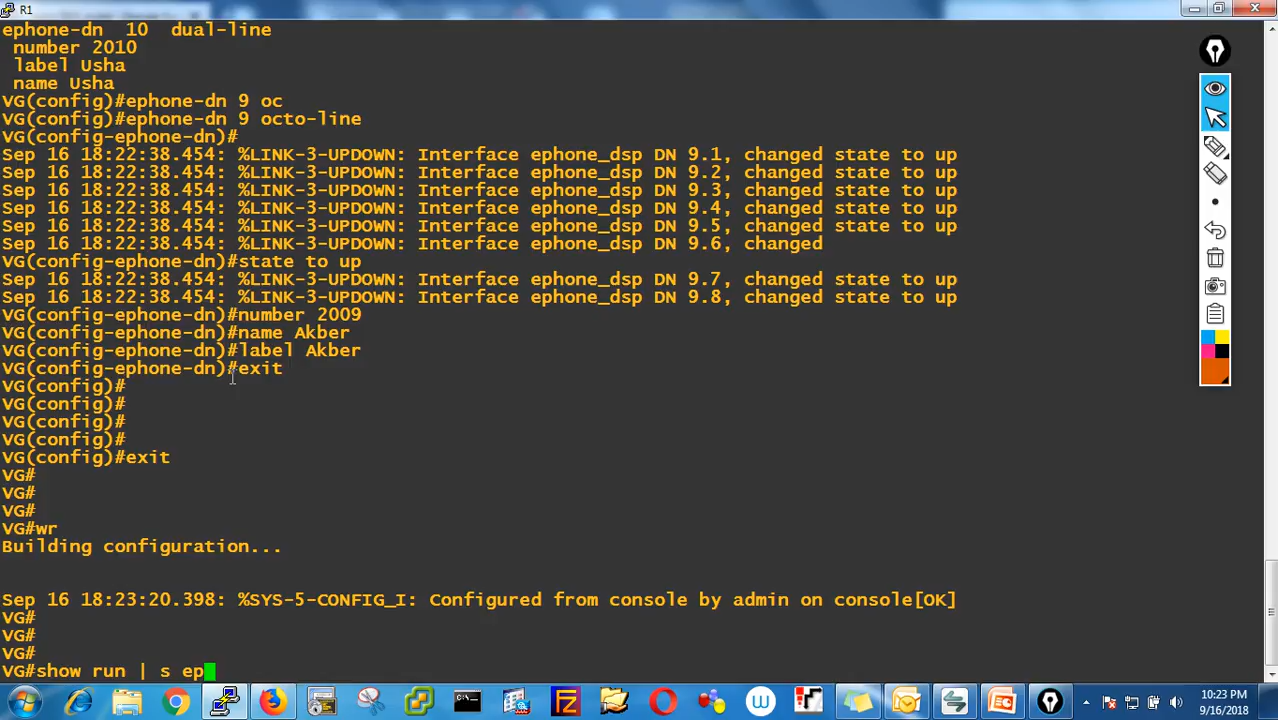 R1
ephone-dn  10  dual-line
 number 2010
 label Usha
 name Usha
VG(config)#ephone-dn 9 oc
VG(config)#ephone-dn 9 octo-line
VG(config-ephone-dn)#
Sep 16 18:22:38.454: %LINK-3-UPDOWN: Interface ephone_dsp DN 9.1, changed state to up
Sep 16 18:22:38.454: %LINK-3-UPDOWN: Interface ephone_dsp DN 9.2, changed state to up
Sep 16 18:22:38.454: %LINK-3-UPDOWN: Interface ephone_dsp DN 9.3, changed state to up
Sep 16 18:22:38.454: %LINK-3-UPDOWN: Interface ephone_dsp DN 9.4, changed state to up
Sep 16 18:22:38.454: %LINK-3-UPDOWN: Interface ephone_dsp DN 9.5, changed state to up
Sep 16 18:22:38.454: %LINK-3-UPDOWN: Interface ephone_dsp DN 9.6, changed
VG(config-ephone-dn)#state to up
Sep 16 18:22:38.454: %LINK-3-UPDOWN: Interface ephone_dsp DN 9.7, changed state to up
Sep 16 18:22:38.454: %LINK-3-UPDOWN: Interface ephone_dsp DN 9.8, changed state to up
VG(config-ephone-dn)#number 2009
VG(config-ephone-dn)#name Akber
VG(config-ephone-dn)#label Akber
VG(config-ephone-dn)#exit
VG(config)#
VG(config)#
VG(config)#
VG(config)#
VG(config)#exit
VG#
VG#
VG#
VG#wr
Building configuration...
Sep 16 18:23:20.398: %SYS-5-CONFIG_I: Configured from console by admin on console[OK]
VG#
VG#
VG#
VG#show run | s ep
10:23 PM
9/16/2018